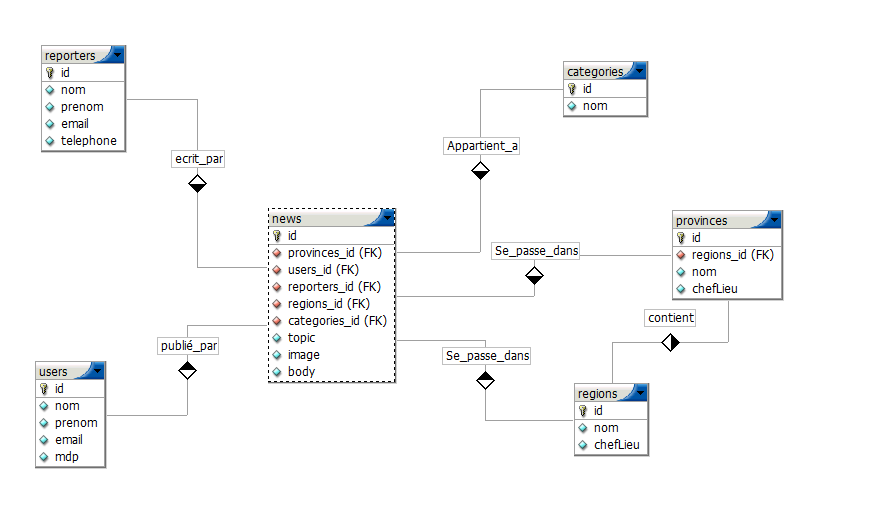 reporters
id
nom
prenom
email
telephone
ecrit_par
categories
id
nom
Appartient_a
news
id
provinces_id (FK)
users_id (FK)
reporters_id (FK)
regions_id (FK)
categories_id (FK)
topic
image
body
Se_passe_dans
provinces
id
regions_id (FK)
nom
chefLieu
contient
publié_par
Se_passe_dans
users
id
nom
prenom
email
mdp
regions
id
nom
chefLieu